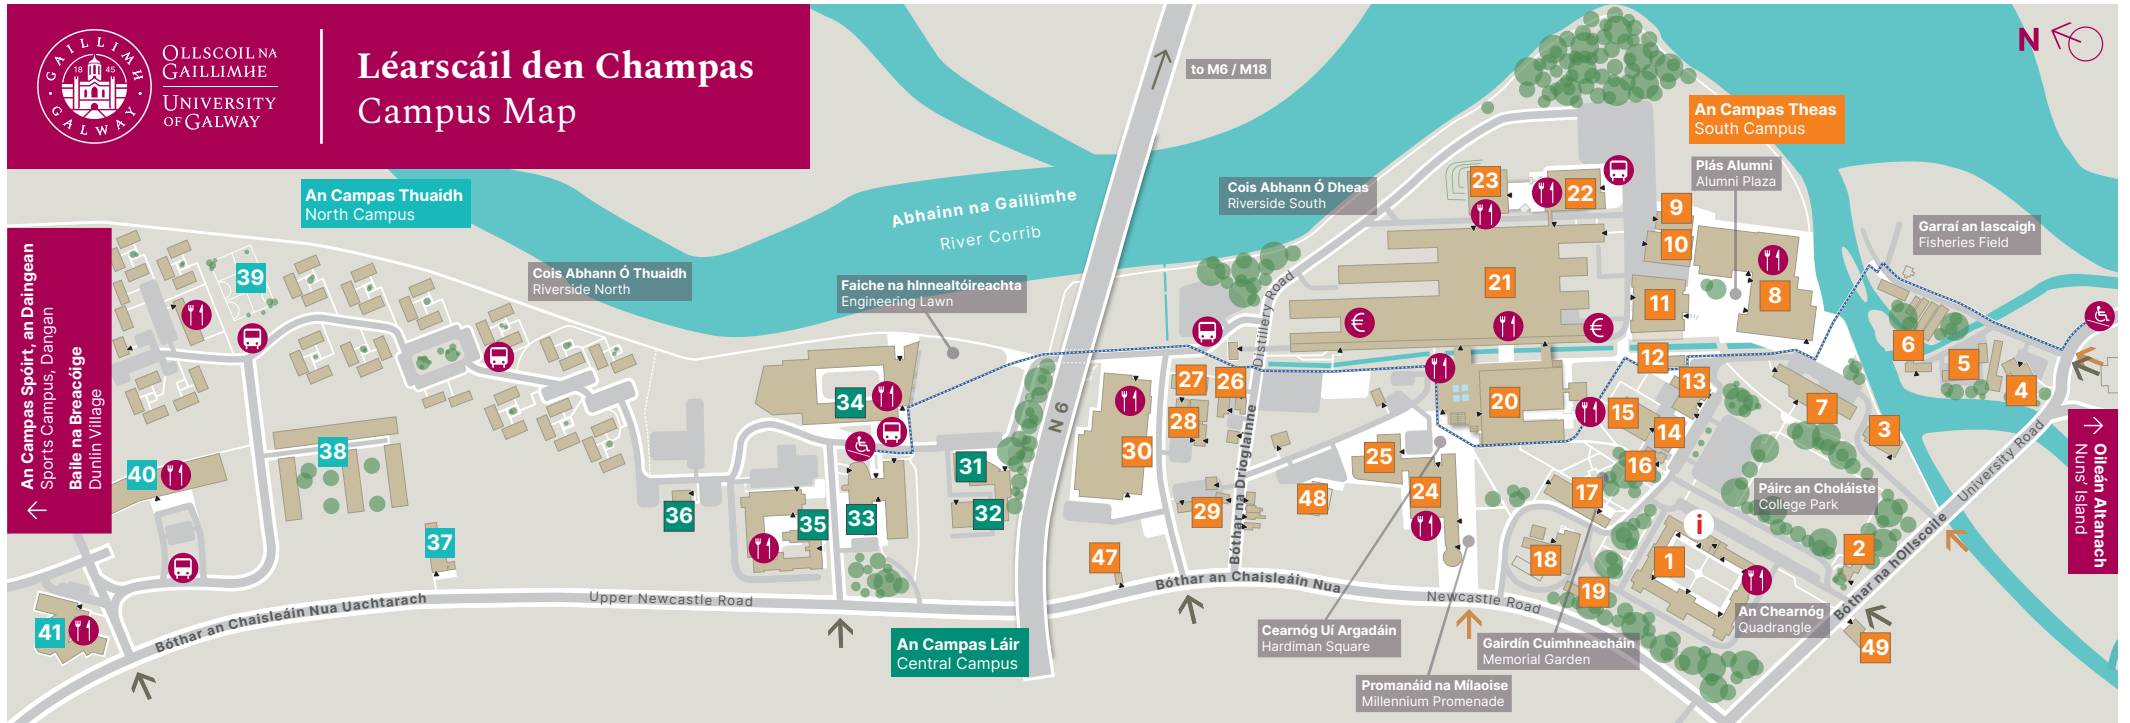 GAILLIMH
18 45
GALWAY
OLLSCOIL NA
GAILLIMHE
UNIVERSITY
OF GALWAY
Léarscáil den Champas
Campus Map
to M6 / M18
N
An Campas Theas
South Campus
Plás Alumni
Alumni Plaza
An Campas Thuaidh
North Campus
Cois Abhann Ó Dheas
Riverside South
Abhainn na Gaillimhe
River Corrib
Garraí an Iascaigh
Fisheries Field
Cois Abhann Ó Thuaidh
Riverside North
Faiche na hInnealtóireachta
Engineering Lawn
An Campas Spóirt, an Daingean
Sports Campus, Dangan
Baile na Breacóige
Dunlin Village
Distillery Road
Bóthar na Drioglainne
N6
Oileán Altanach
Nuns' Island
University Road
Bóthar na hOllscoile
Páirc an Choláiste
College Park
i
An Chearnóg
Quadrangle
Bóthar an Chaisleáin Nua Uachtarach
Upper Newcastle Road
Bóthar an Chaisleáin Nua
Newcastle Road
An Campas Láir
Central Campus
Cearnóg Uí Argadáin
Hardiman Square
Gairdín Cuimhneacháin
Memorial Garden
Promanáid na Mílaoise
Millennium Promenade
€
€
1
2
3
4
5
6
7
8
9
10
11
12
13
14
15
16
17
18
19
20
21
22
23
24
25
26
27
28
29
30
31
32
33
34
35
36
37
38
39
40
41
47
48
49